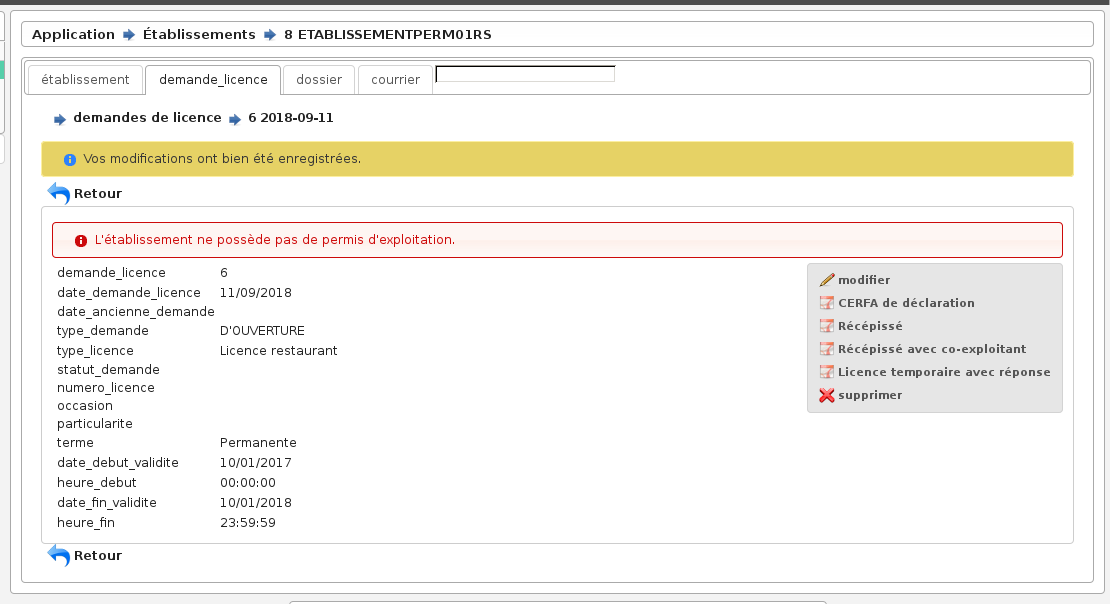 Application Établissements 8 ETABLISSEMENTPERM01RS
établissement demande_licence dossier courrier
demandes de licence 6 2018-09-11
Vos modifications ont bien été enregistrées.
Retour
L'établissement ne possède pas de permis d'exploitation.
demande_licence 6
date_demande_licence 11/09/2018
date_ancienne_demande
type_demande D'OUVERTURE
type_licence Licence restaurant
statut_demande
numero_licence
occasion
particularite
terme Permanente
date_debut_validite 10/01/2017
heure_debut 00:00:00
date_fin_validite 10/01/2018
heure_fin 23:59:59
modifier
CERFA de déclaration
Récépissé
Récépissé avec co-exploitant
Licence temporaire avec réponse
supprimer
Retour